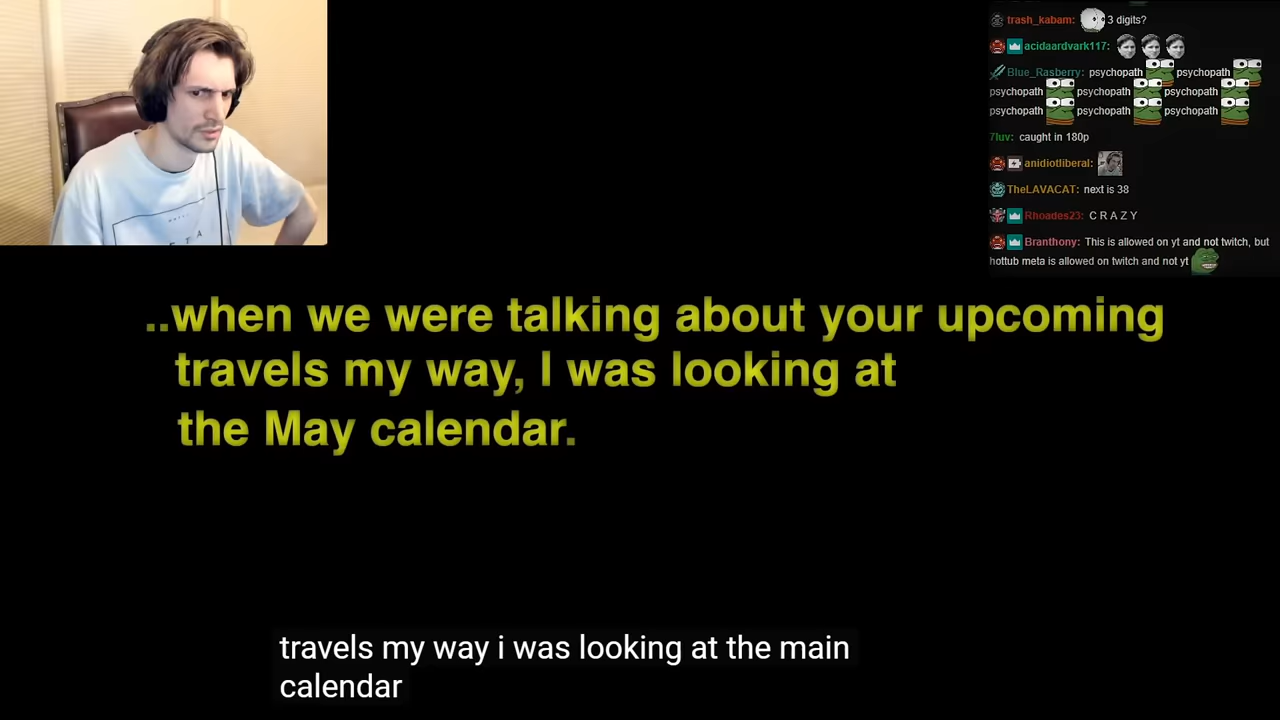 trash_kabam: 3 digits?
acidaardvark117:
Blue_Rasberry: psychopath psychopath
psychopath psychopath psychopath
psychopath psychopath psychopath
7luv: caught in 180p
anidiotliberal:
TheLAVACAT: next is 38
Rhoades23: C R A Z Y
Branthony: This is allowed on yt and not twitch, but
hottub meta is allowed on twitch and not yt
..when we were talking about your upcoming
travels my way, I was looking at
the May calendar.
travels my way i was looking at the main
calendar